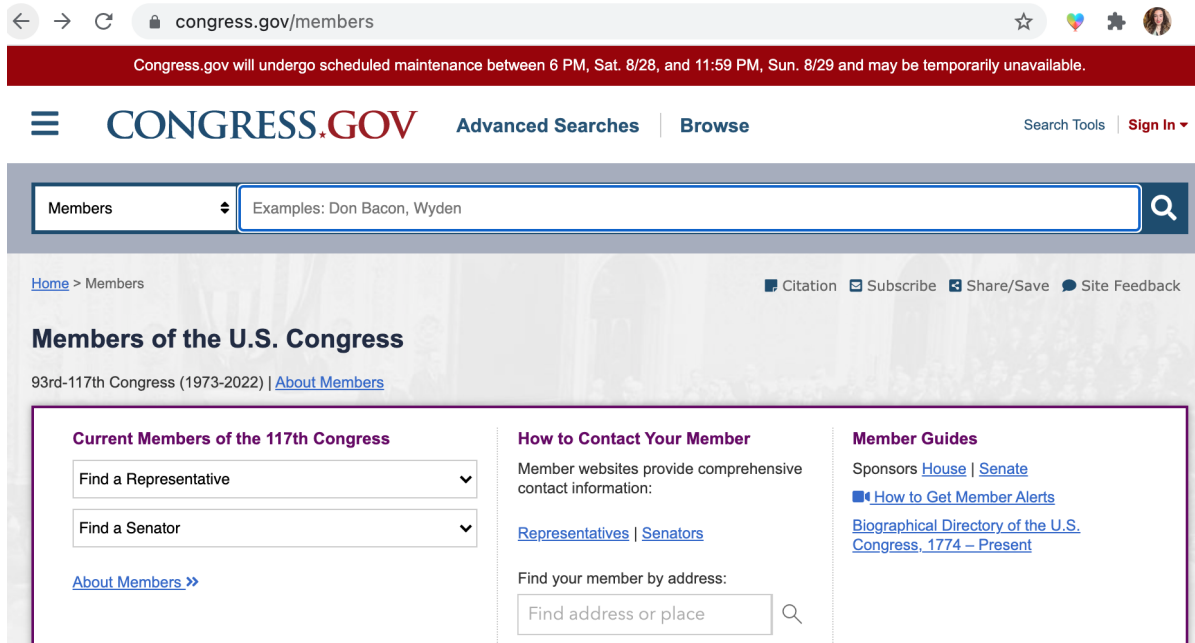 congress.gov/members
Congress.gov will undergo scheduled maintenance between 6 PM, Sat. 8/28, and 11:59 PM, Sun. 8/29 and may be temporarily unavailable.
CONGRESS.GOV
Advanced Searches
Browse
Search Tools
Sign In
Members
Examples: Don Bacon, Wyden
Home > Members
Citation
Subscribe
Share/Save
Site Feedback
Members of the U.S. Congress
93rd-117th Congress (1973-2022) | About Members
Current Members of the 117th Congress
Find a Representative
Find a Senator
About Members
How to Contact Your Member
Member websites provide comprehensive
contact information:
Representatives | Senators
Find your member by address:
Find address or place
Member Guides
Sponsors House | Senate
How to Get Member Alerts
Biographical Directory of the U.S.
Congress, 1774 – Present